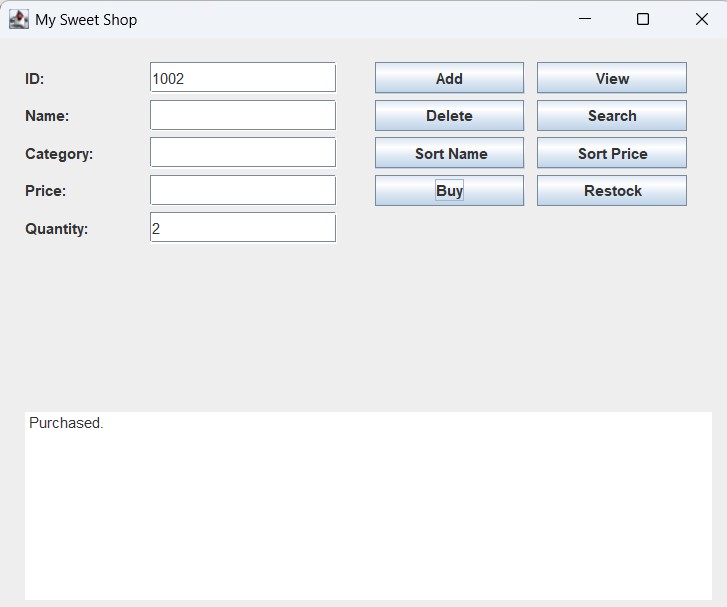 My Sweet Shop
ID: 1002 Add View
Name: Delete Search
Category: Sort Name Sort Price
Price: Buy Restock
Quantity: 2
Purchased.